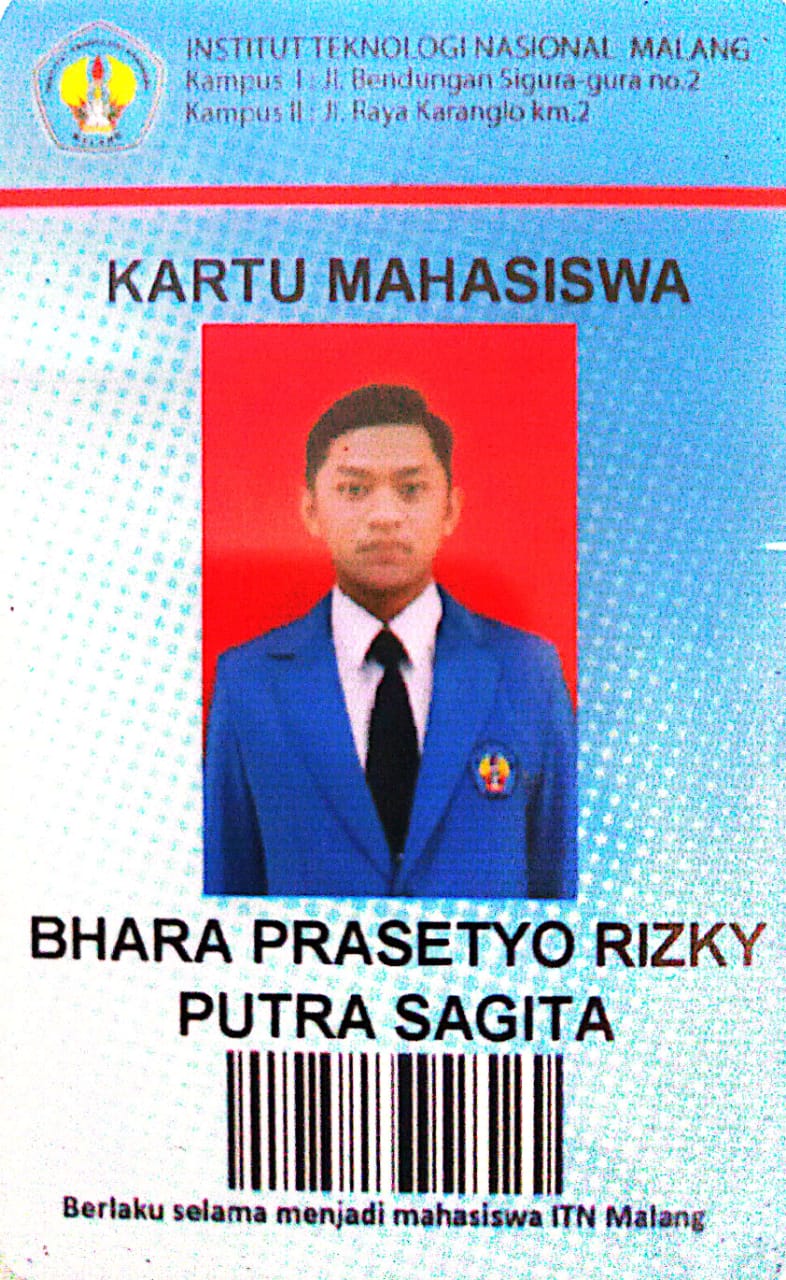 INSTITUT TEKNOLOGI NASIONAL MALANG
Kampus I : Jl. Bendungan Sigura-gura no.2
Kampus II : Jl. Raya Karanglo km.2
KARTU MAHASISWA
BHARA PRASETYO RIZKY
PUTRA SAGITA
Berlaku selama menjadi mahasiswa ITN Malang